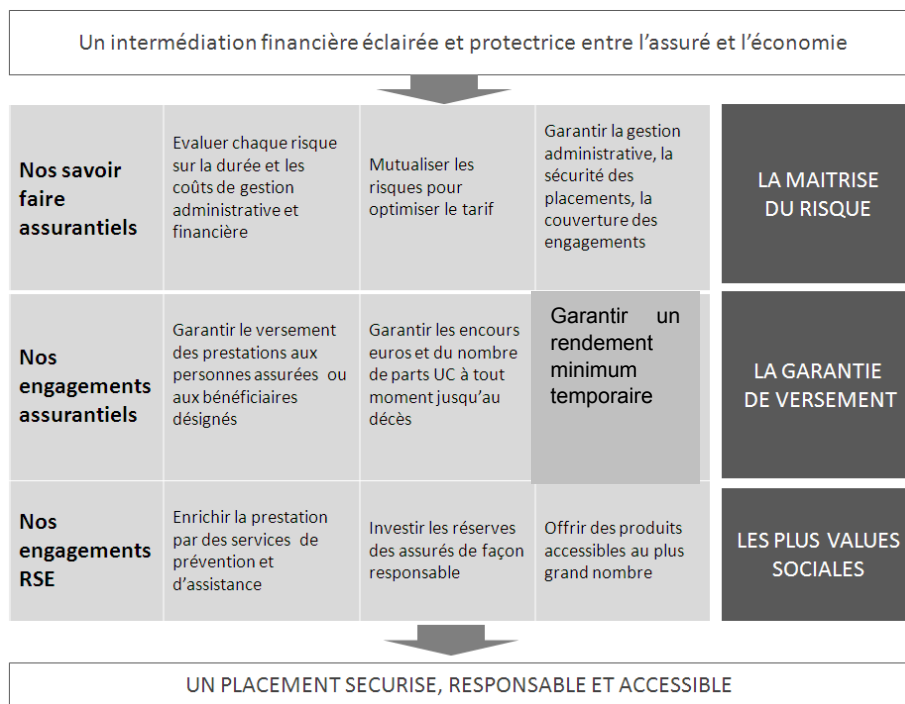 Un intermédiation financière éclairée et protectrice entre l'assuré et l'économie
Nos savoir
faire
assurantiels
Evaluer chaque risque
sur la durée et les
coûts de gestion
administrative et
financière
Mutualiser les
risques pour
optimiser le tarif
Garantir la gestion
administrative, la
sécurité des
placements, la
couverture des
engagements
LA MAITRISE
DU RISQUE
Nos
engagements
assurantiels
Garantir le versement
des prestations aux
personnes assurées ou
aux bénéficiaires
désignés
Garantir les encours
euros et du nombre
de parts UC à tout
moment jusqu'au
décès
Garantir un
rendement
minimum
temporaire
LA GARANTIE
DE VERSEMENT
Nos
engagements
RSE
Enrichir la prestation
par des services de
prévention et
d'assistance
Investir les réserves
des assurés de façon
responsable
Offrir des produits
accessibles au plus
grand nombre
LES PLUS VALUES
SOCIALES
UN PLACEMENT SECURISE, RESPONSABLE ET ACCESSIBLE